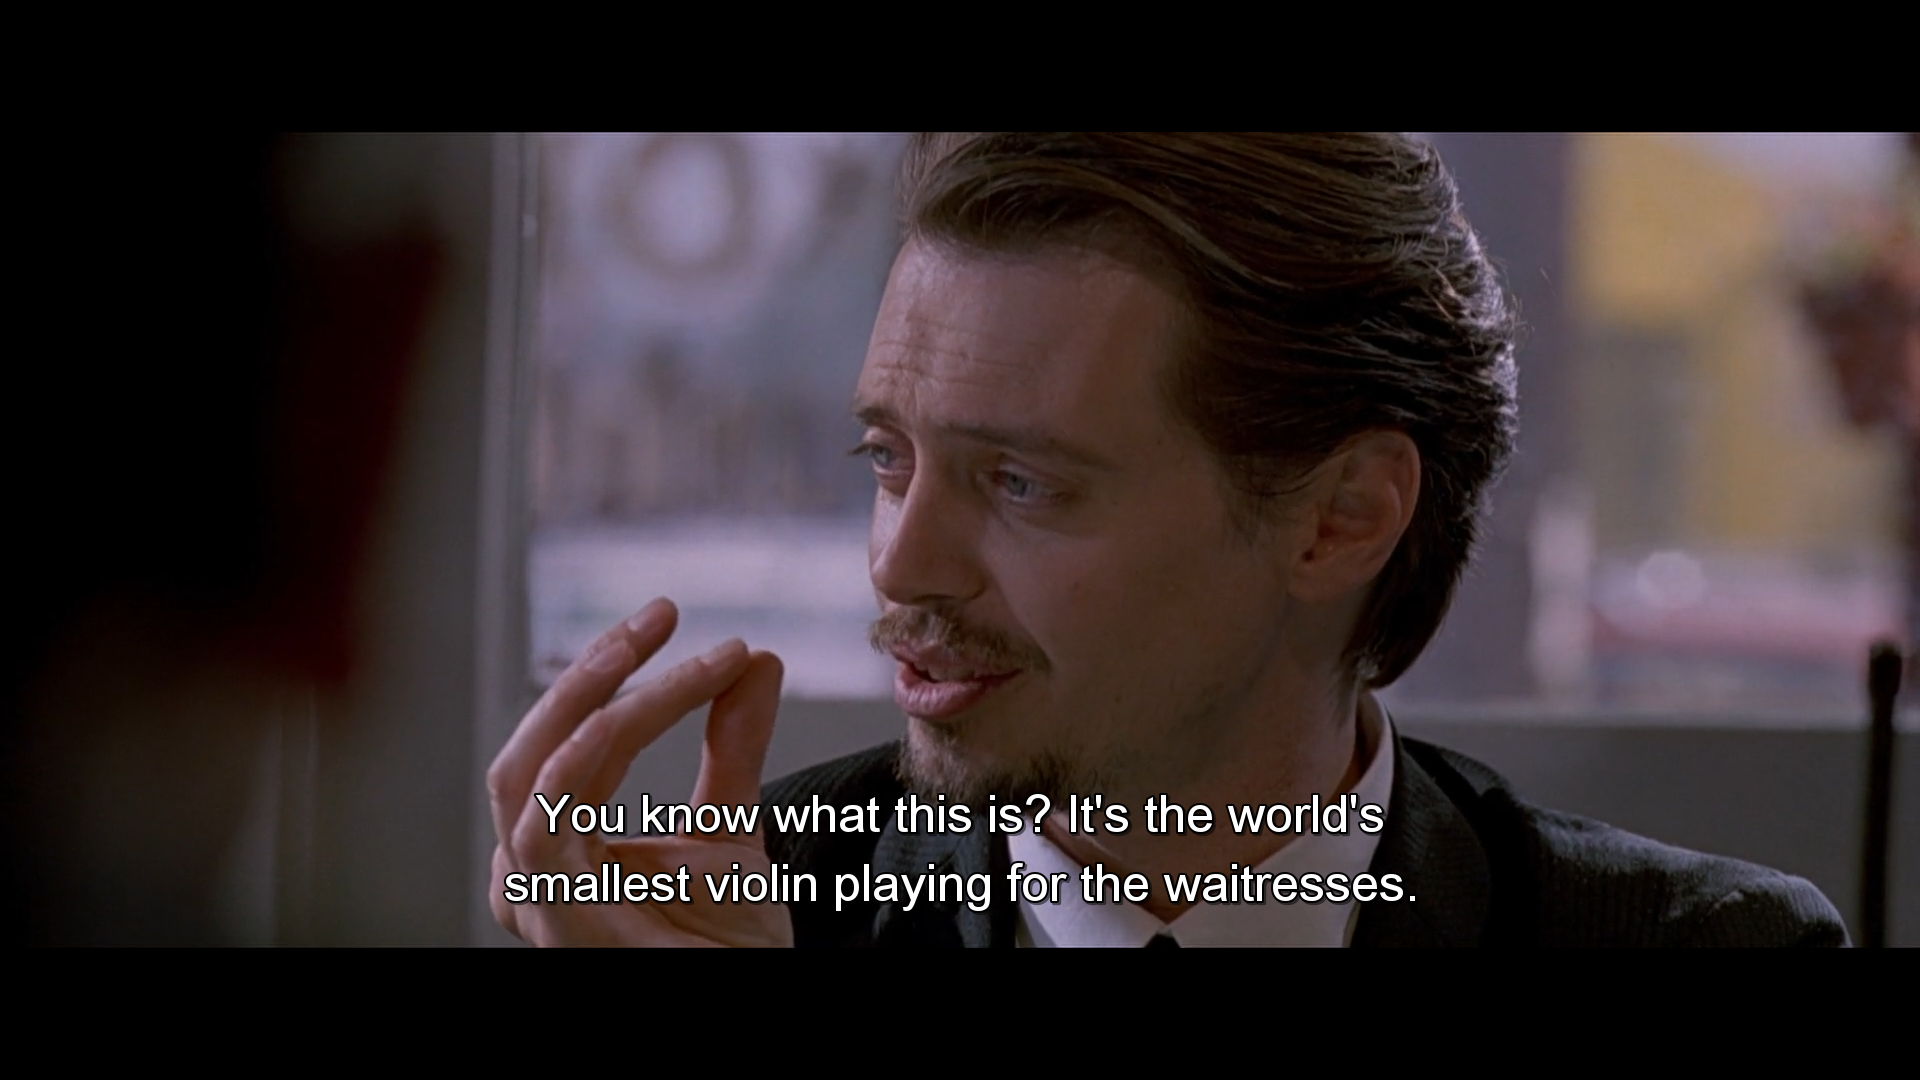 You know what this is? It's the world's
smallest violin playing for the waitresses.